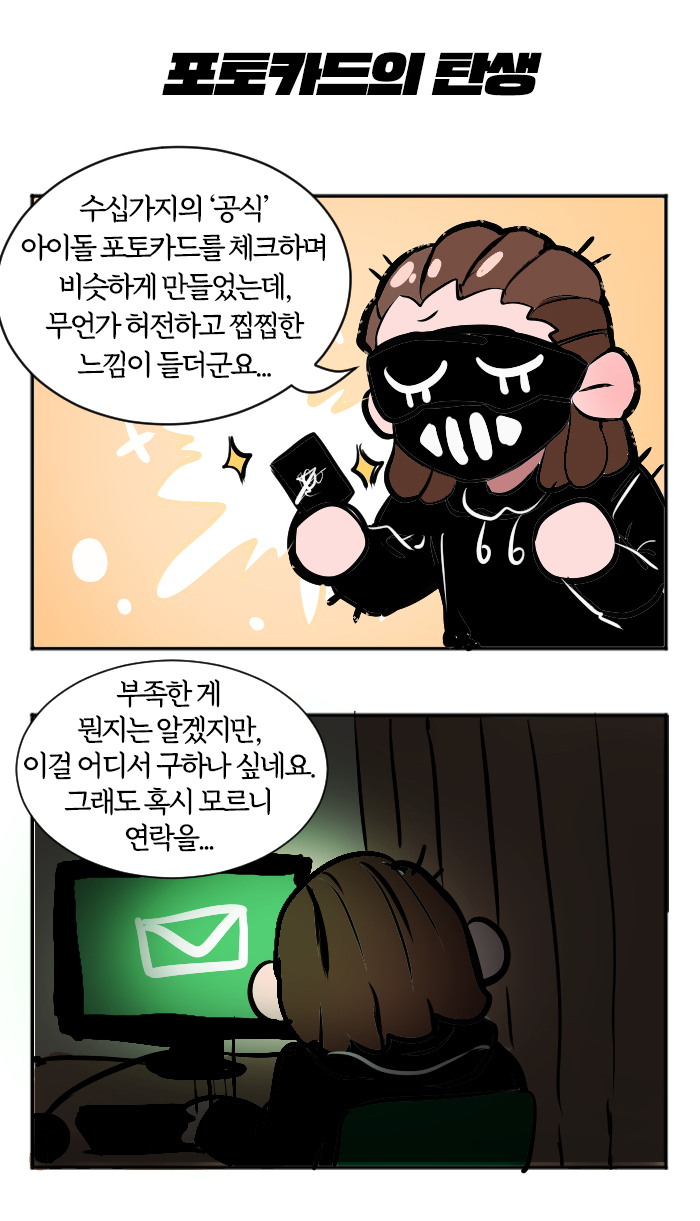 포토카드의 탄생
수십가지의 ‘공식’
아이돌 포토카드를 체크하며
비슷하게 만들었는데,
무언가 허전하고 찝찝한
느낌이 들더군요...
부족한 게
뭔지는 알겠지만,
이걸 어디서 구하나 싶네요.
그래도 혹시 모르니
연락을...